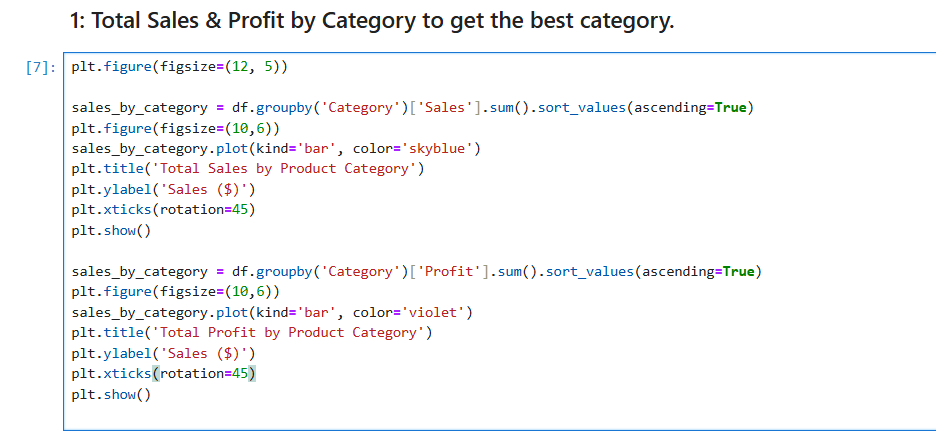 1: Total Sales & Profit by Category to get the best category.
[7]:
plt.figure(figsize=(12, 5))
sales_by_category = df.groupby('Category')['Sales'].sum().sort_values(ascending=True)
plt.figure(figsize=(10,6))
sales_by_category.plot(kind='bar', color='skyblue')
plt.title('Total Sales by Product Category')
plt.ylabel('Sales ($)')
plt.xticks(rotation=45)
plt.show()
sales_by_category = df.groupby('Category')['Profit'].sum().sort_values(ascending=True)
plt.figure(figsize=(10,6))
sales_by_category.plot(kind='bar', color='violet')
plt.title('Total Profit by Product Category')
plt.ylabel('Sales ($)')
plt.xticks(rotation=45)
plt.show()